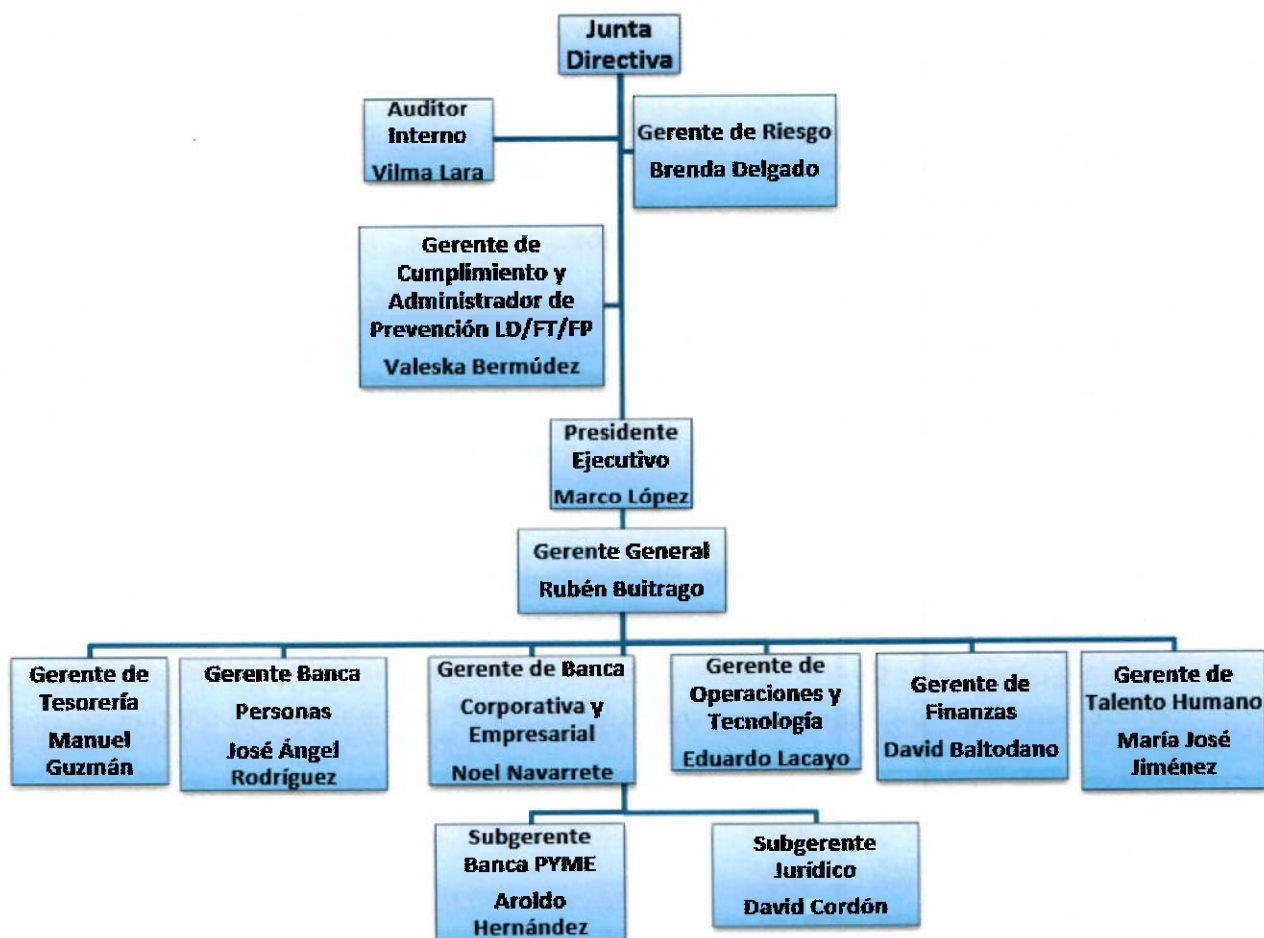 Junta
Directiva
Auditor
Interno
Vilma Lara
Gerente de Riesgo
Brenda Delgado
Gerente de
Cumplimiento y
Administrador de
Prevención LD/FT/FP
Valeska Bermúdez
Presidente
Ejecutivo
Marco López
Gerente General
Rubén Buitrago
Gerente de
Tesorería
Manuel
Guzmán
Gerente Banca
Personas
José Ángel
Rodríguez
Gerente de Banca
Corporativa y
Empresarial
Noel Navarrete
Gerente de
Operaciones y
Tecnología
Eduardo Lacayo
Gerente de
Finanzas
David Baltodano
Gerente de
Talento Humano
María José
Jiménez
Subgerente
Banca PYME
Aroldo
Hernández
Subgerente
Jurídico
David Cordón